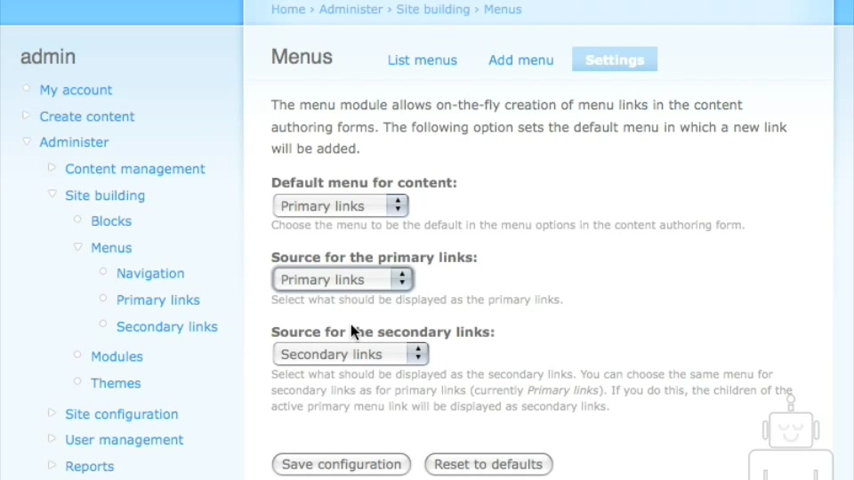 Home › Administer › Site building › Menus
admin
My account
Create content
Administer
Content management
Site building
Blocks
Menus
Navigation
Primary links
Secondary links
Modules
Themes
Site configuration
User management
Reports
Menus
List menus
Add menu
Settings
The menu module allows on-the-fly creation of menu links in the content
authoring forms. The following option sets the default menu in which a new link
will be added.
Default menu for content:
Primary links
Choose the menu to be the default in the menu options in the content authoring form.
Source for the primary links:
Primary links
Select what should be displayed as the primary links.
Source for the secondary links:
Secondary links
Select what should be displayed as the secondary links. You can choose the same menu for
secondary links as for primary links (currently Primary links). If you do this, the children of the
active primary menu link will be displayed as secondary links.
Save configuration
Reset to defaults